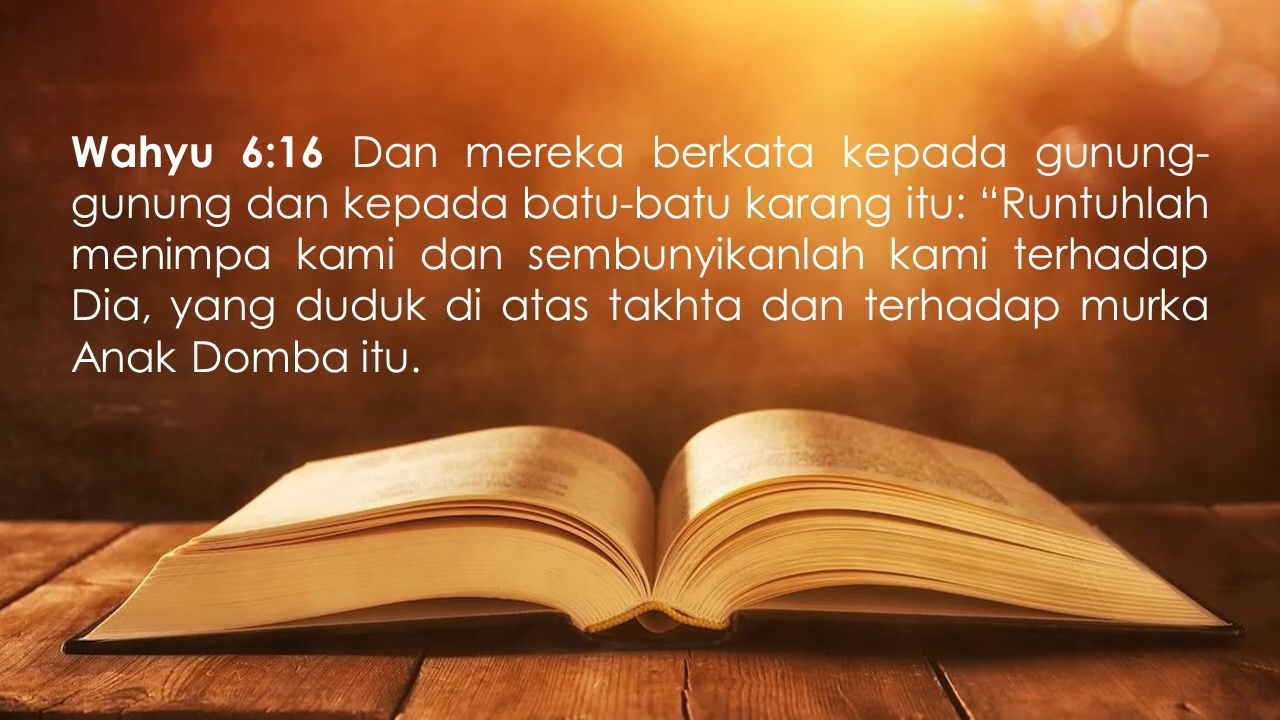 Wahyu 6:16 Dan mereka berkata kepada gunung-
gunung dan kepada batu-batu karang itu: “Runtuhlah
menimpa kami dan sembunyikanlah kami terhadap
Dia, yang duduk di atas takhta dan terhadap murka
Anak Domba itu.